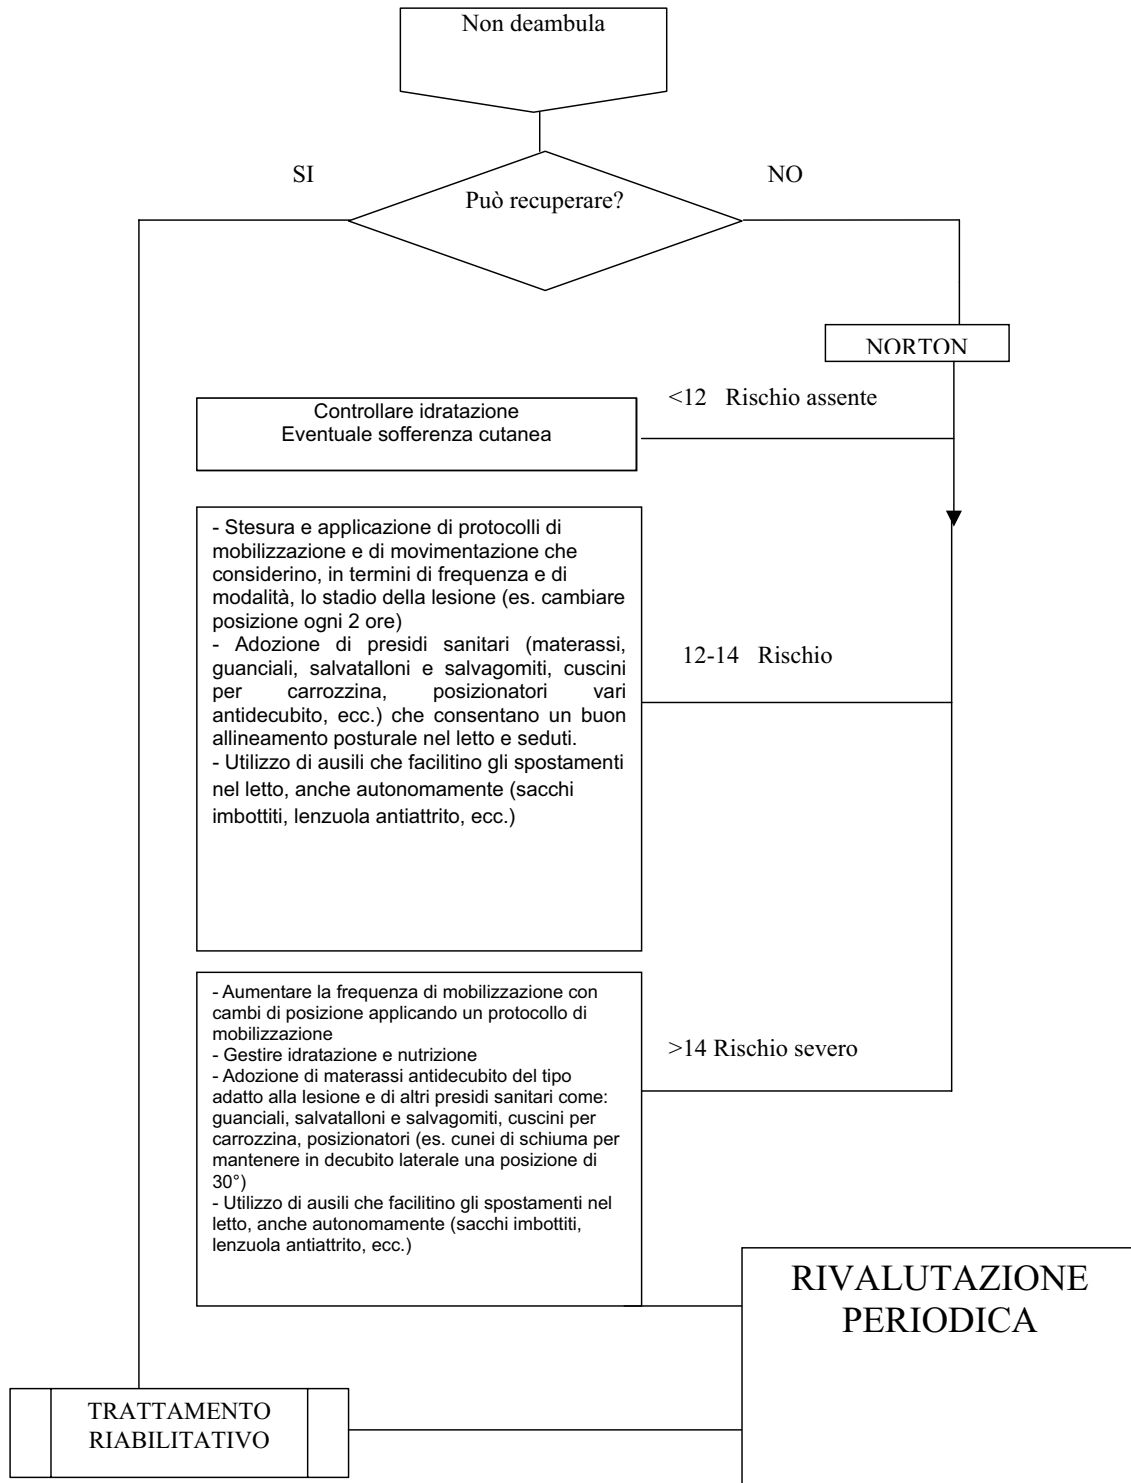 Non deambula
SI
NO
Può recuperare?
NORTON
<12 Rischio assente
Controllare idratazione
Eventuale sofferenza cutanea
- Stesura e applicazione di protocolli di
mobilizzazione e di movimentazione che
considerino, in termini di frequenza e di
modalità, lo stadio della lesione (es. cambiare
posizione ogni 2 ore)
- Adozione di presidi sanitari (materassi,
guanciali, salvatalloni e salvagomiti, cuscini
per carrozzina, posizionatori vari
antidecubito, ecc.) che consentano un buon
allineamento posturale nel letto e seduti.
- Utilizzo di ausili che facilitino gli spostamenti
nel letto, anche autonomamente (sacchi
imbottiti, lenzuola antiattrito, ecc.)
12-14 Rischio
- Aumentare la frequenza di mobilizzazione con
cambi di posizione applicando un protocollo di
mobilizzazione
- Gestire idratazione e nutrizione
- Adozione di materassi antidecubito del tipo
adatto alla lesione e di altri presidi sanitari come:
guanciali, salvatalloni e salvagomiti, cuscini per
carrozzina, posizionatori (es. cunei di schiuma per
mantenere in decubito laterale una posizione di
30°)
- Utilizzo di ausili che facilitino gli spostamenti nel
letto, anche autonomamente (sacchi imbottiti,
lenzuola antiattrito, ecc.)
>14 Rischio severo
RIVALUTAZIONE
PERIODICA
TRATTAMENTO
RIABILITATIVO